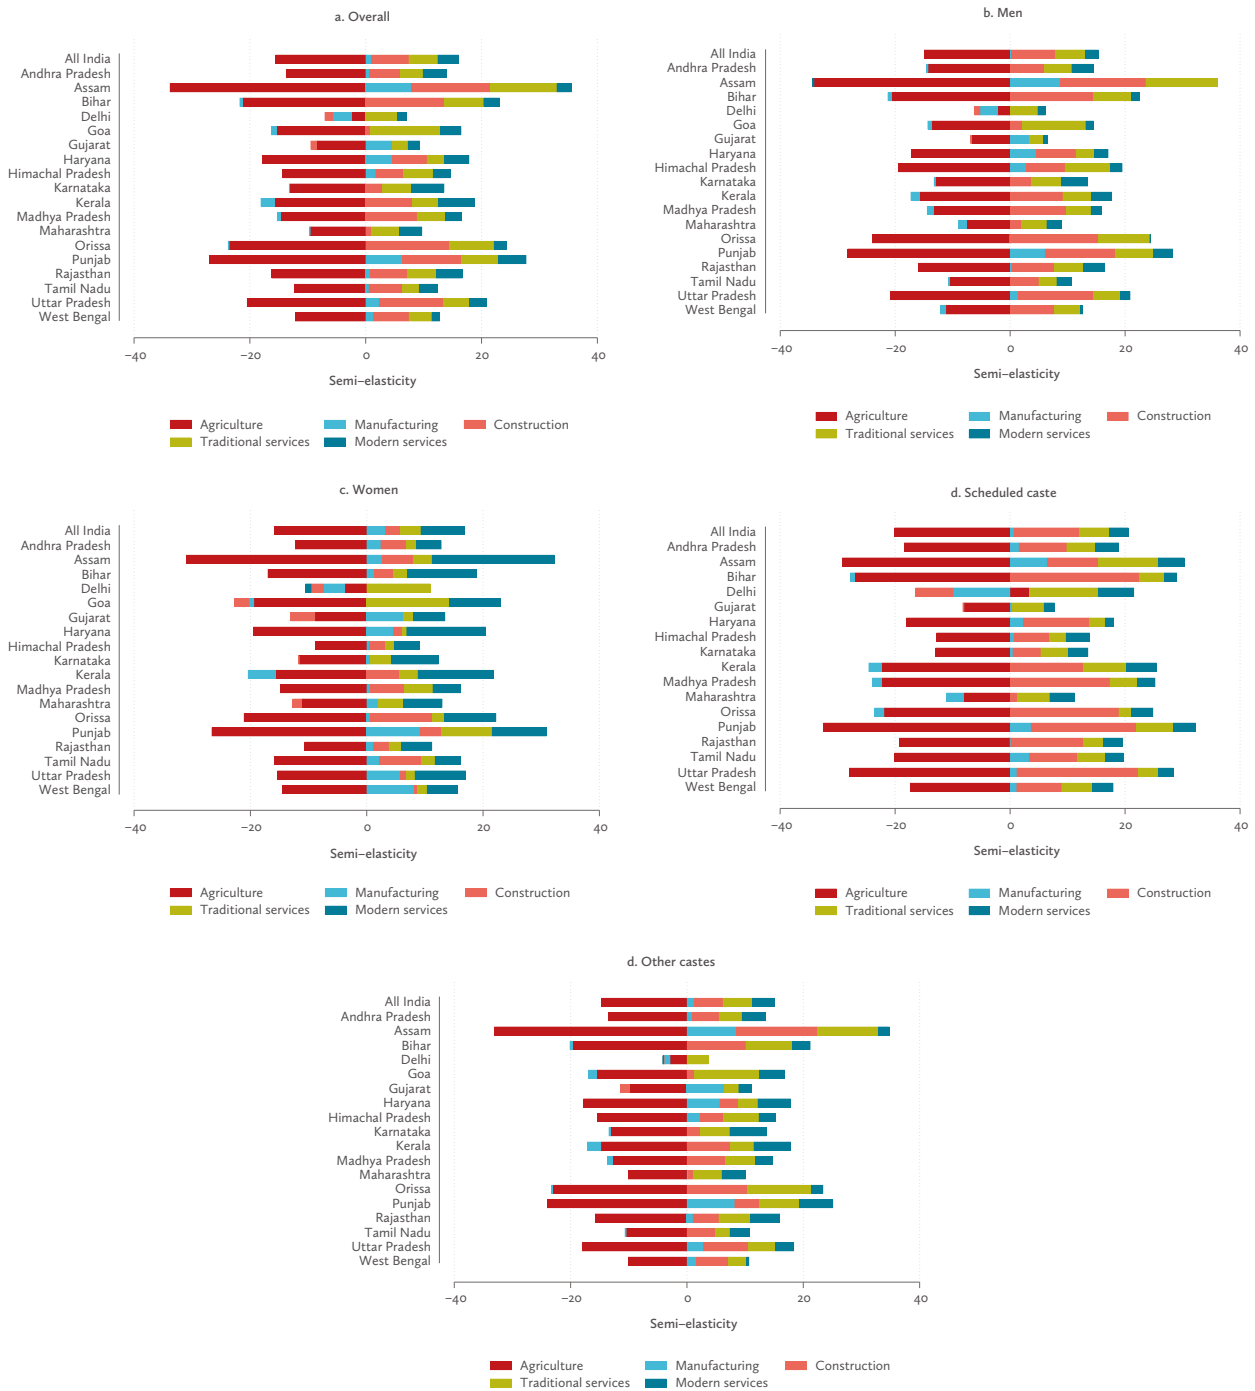 a. Overall
All India
Andhra Pradesh
Assam
Bihar
Delhi
Goa
Gujarat
Haryana
Himachal Pradesh
Karnataka
Kerala
Madhya Pradesh
Maharashtra
Orissa
Punjab
Rajasthan
Tamil Nadu
Uttar Pradesh
West Bengal
−40 −20 0 20 40
Semi−elasticity
Agriculture Manufacturing Construction
Traditional services Modern services
b. Men
All India
Andhra Pradesh
Assam
Bihar
Delhi
Goa
Gujarat
Haryana
Himachal Pradesh
Karnataka
Kerala
Madhya Pradesh
Maharashtra
Orissa
Punjab
Rajasthan
Tamil Nadu
Uttar Pradesh
West Bengal
−40 −20 0 20 40
Semi−elasticity
Agriculture Manufacturing Construction
Traditional services Modern services
c. Women
All India
Andhra Pradesh
Assam
Bihar
Delhi
Goa
Gujarat
Haryana
Himachal Pradesh
Karnataka
Kerala
Madhya Pradesh
Maharashtra
Orissa
Punjab
Rajasthan
Tamil Nadu
Uttar Pradesh
West Bengal
−40 −20 0 20 40
Semi−elasticity
Agriculture Manufacturing Construction
Traditional services Modern services
d. Scheduled caste
All India
Andhra Pradesh
Assam
Bihar
Delhi
Gujarat
Haryana
Himachal Pradesh
Karnataka
Kerala
Madhya Pradesh
Maharashtra
Orissa
Punjab
Rajasthan
Tamil Nadu
Uttar Pradesh
West Bengal
−40 −20 0 20 40
Semi−elasticity
Agriculture Manufacturing Construction
Traditional services Modern services
d. Other castes
All India
Andhra Pradesh
Assam
Bihar
Delhi
Goa
Gujarat
Haryana
Himachal Pradesh
Karnataka
Kerala
Madhya Pradesh
Maharashtra
Orissa
Punjab
Rajasthan
Tamil Nadu
Uttar Pradesh
West Bengal
−40 −20 0 20 40
Semi−elasticity
Agriculture Manufacturing Construction
Traditional services Modern services